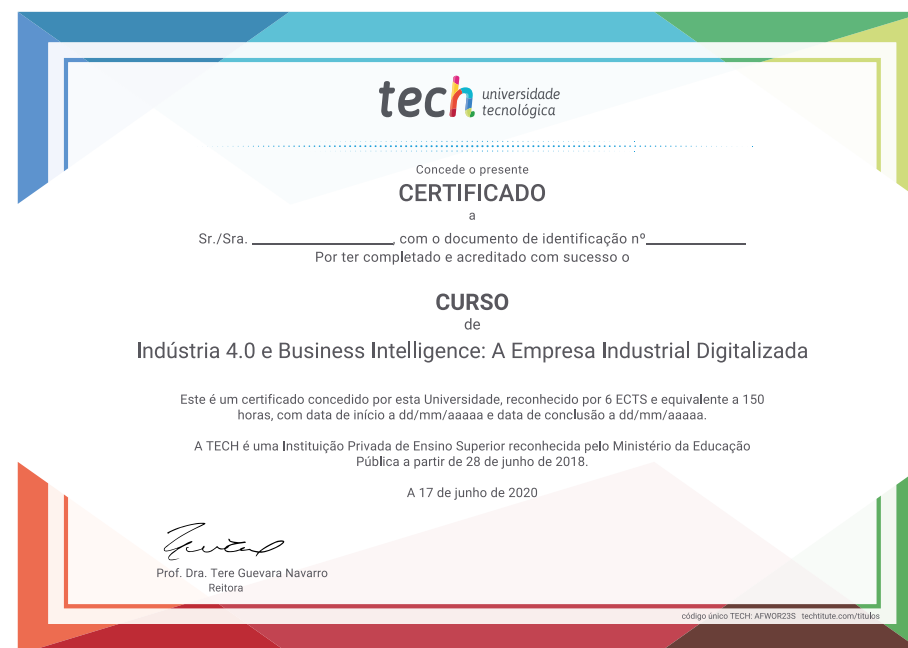 tech universidade
tecnológica
Concede o presente
CERTIFICADO
a
Sr./Sra. , com o documento de identificação nº
Por ter completado e acreditado com sucesso o
CURSO
de
Indústria 4.0 e Business Intelligence: A Empresa Industrial Digitalizada
Este é um certificado concedido por esta Universidade, reconhecido por 6 ECTS e equivalente a 150
horas, com data de início a dd/mm/aaaaa e data de conclusão a dd/mm/aaaaa.
A TECH é uma Instituição Privada de Ensino Superior reconhecida pelo Ministério da Educação
Pública a partir de 28 de junho de 2018.
A 17 de junho de 2020
Prof. Dra. Tere Guevara Navarro
Reitora
código único TECH: AFWOR23S techtitute.com/titulos